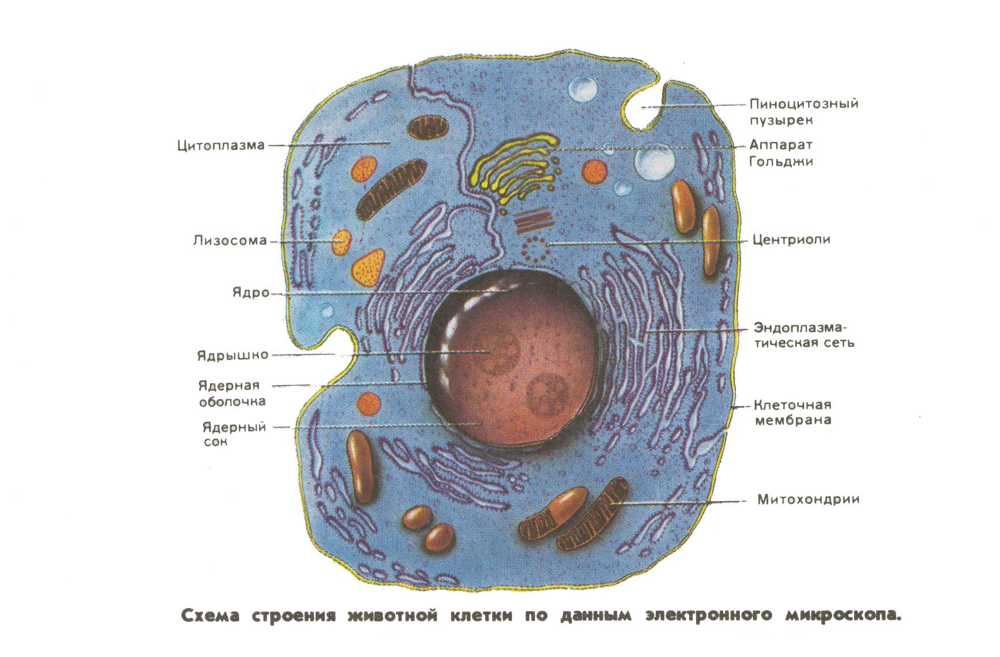 Цитоплазма
Лизосома
Ядро
Ядрышко
Ядерная
оболочка
Ядерный
сок
Пиноцитозный
пузырек
Аппарат
Гольджи
Центриоли
Эндоплазма-
тическая сеть
Клеточная
мембрана
Митохондрии
Схема строения животной клетки по данным электронного микроскопа.